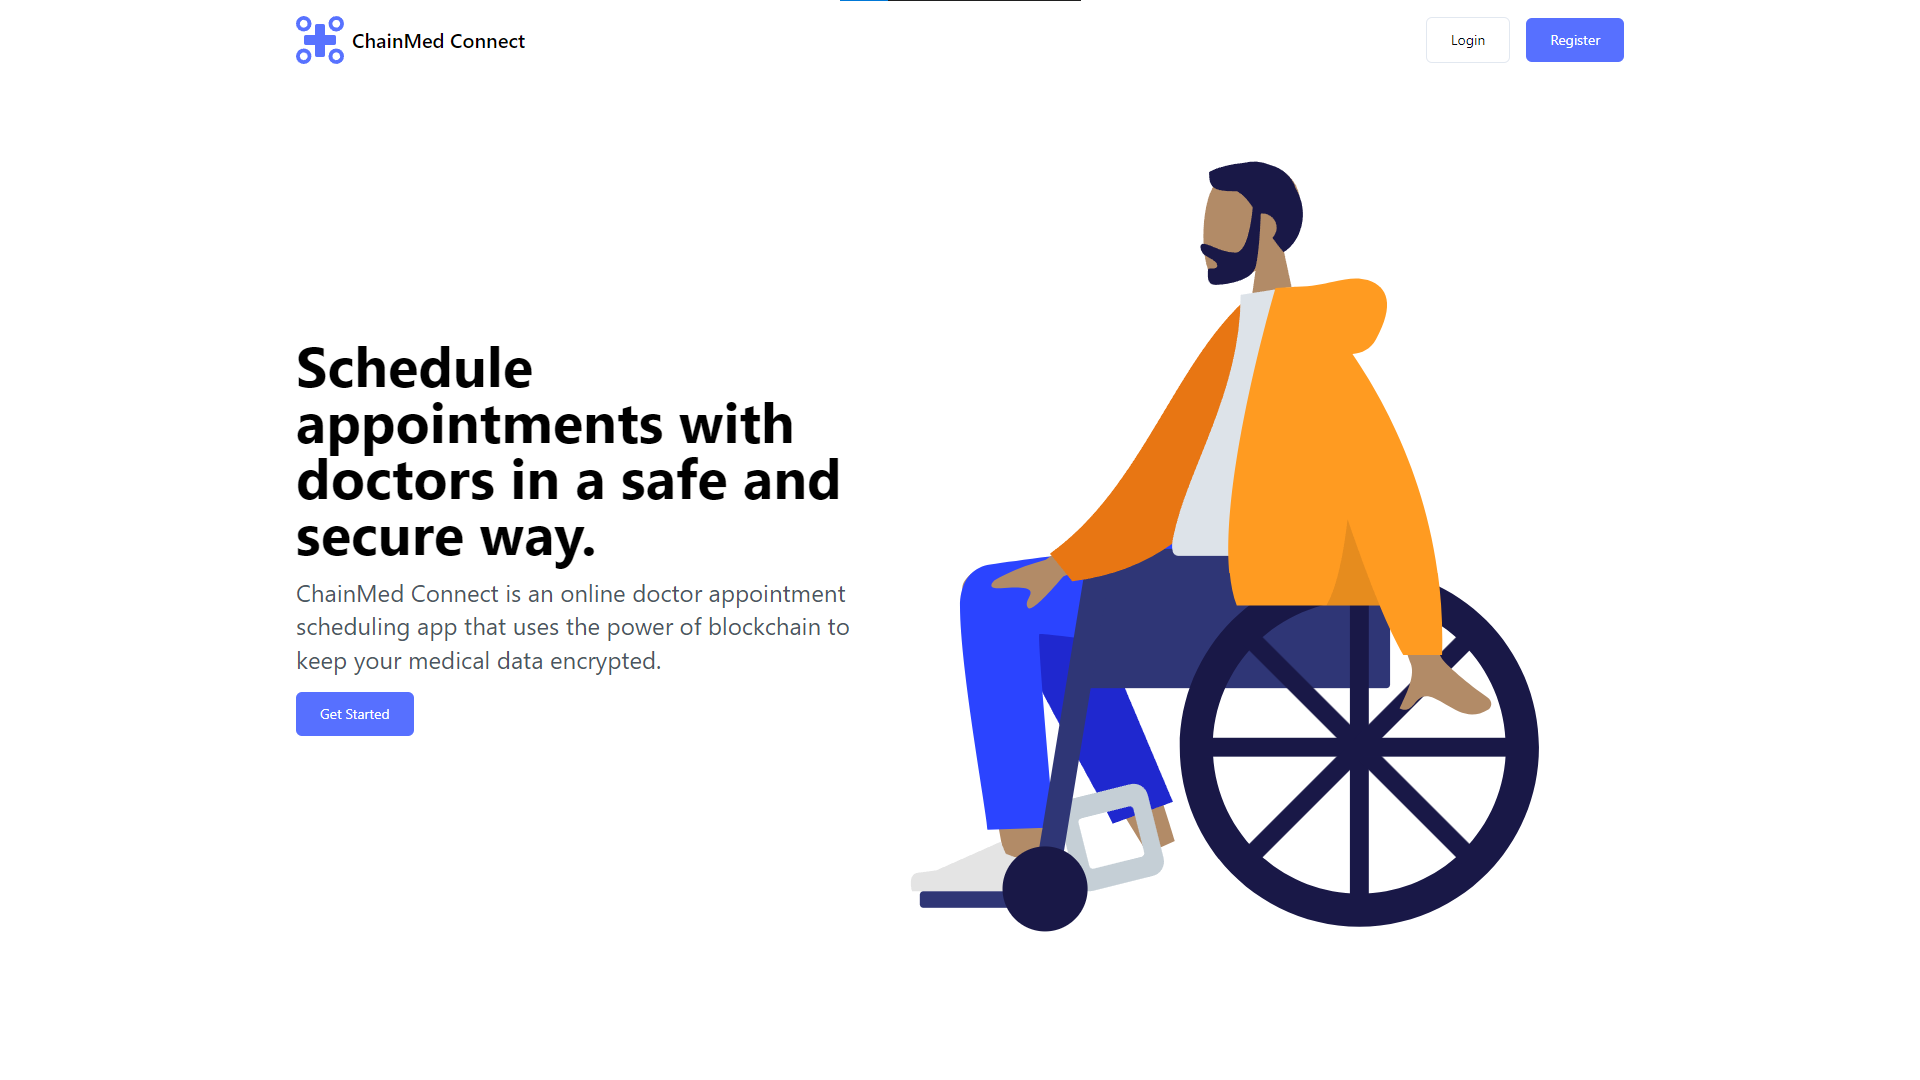 ChainMed Connect
Login
Register
Schedule
appointments with
doctors in a safe and
secure way.
ChainMed Connect is an online doctor appointment
scheduling app that uses the power of blockchain to
keep your medical data encrypted.
Get Started